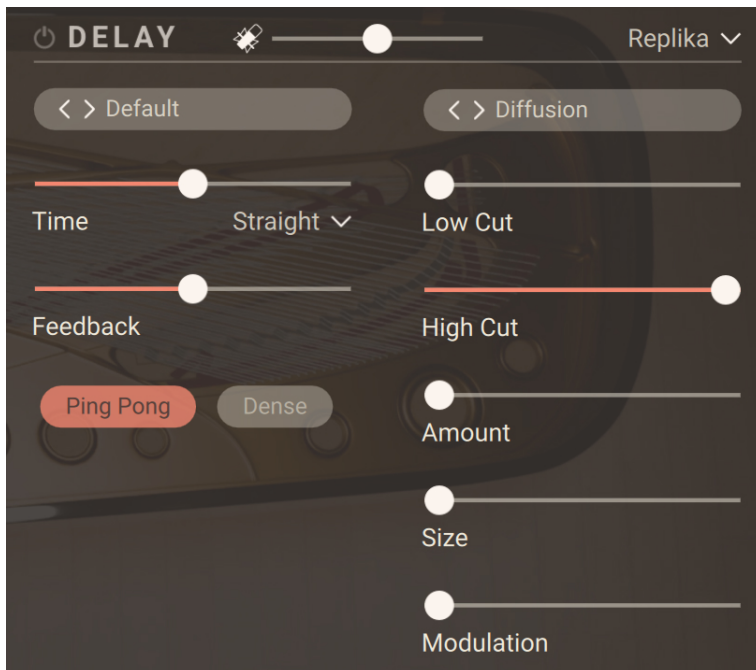 DELAY
Replika
Default
Diffusion
Time
Straight
Low Cut
Feedback
High Cut
Ping Pong
Dense
Amount
Size
Modulation